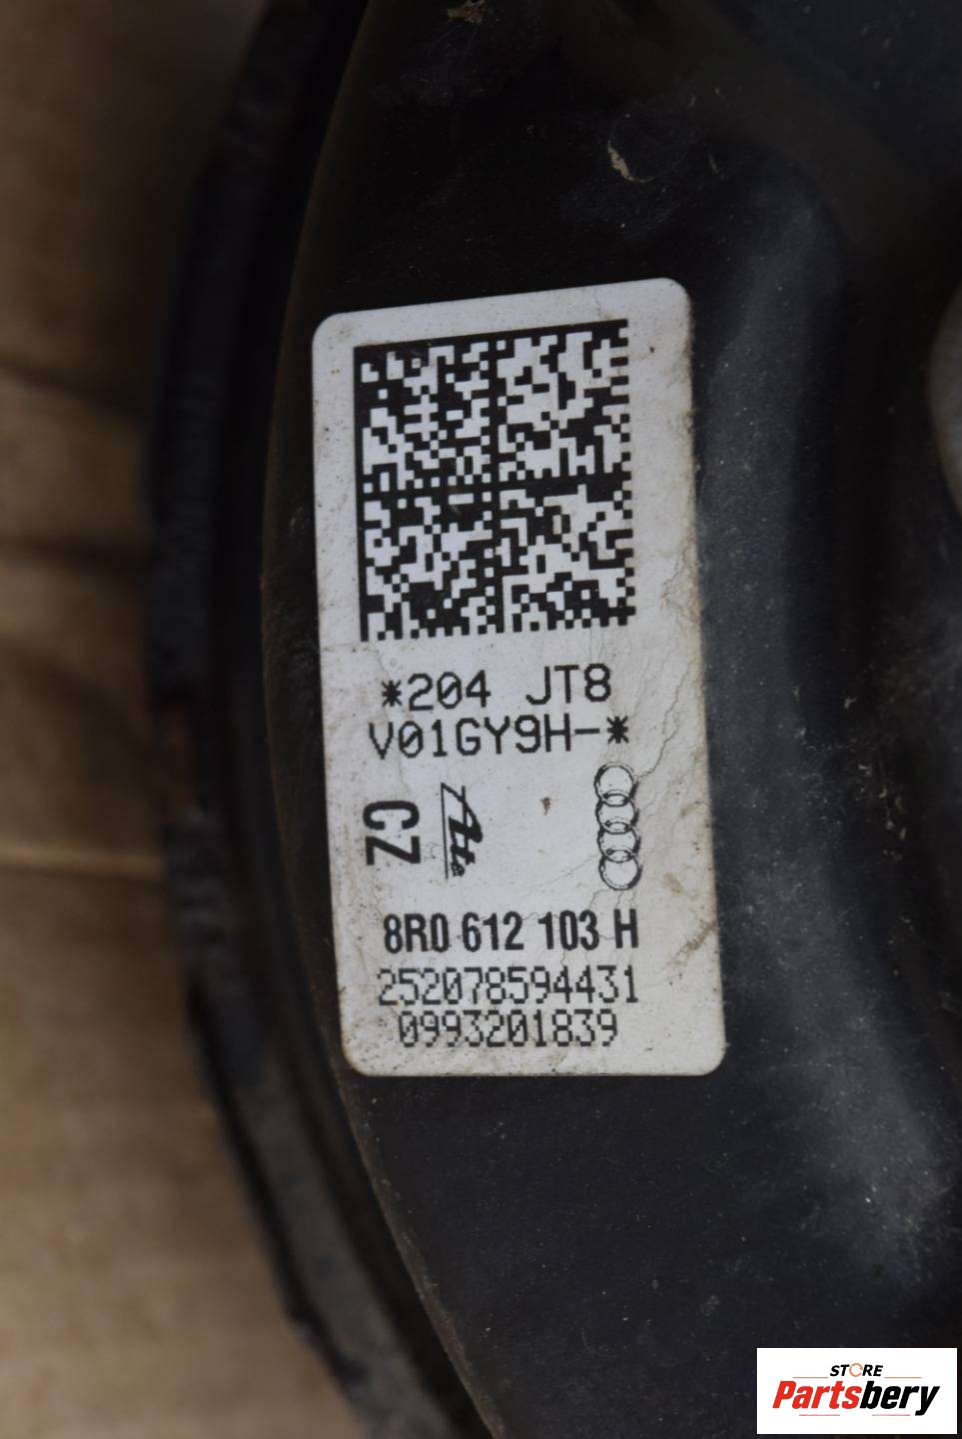 *204 JT8
V01GY9H-*
CZ
Ate
8R0 612 103 H
252078594431
0993201839
STORE
Partsbery